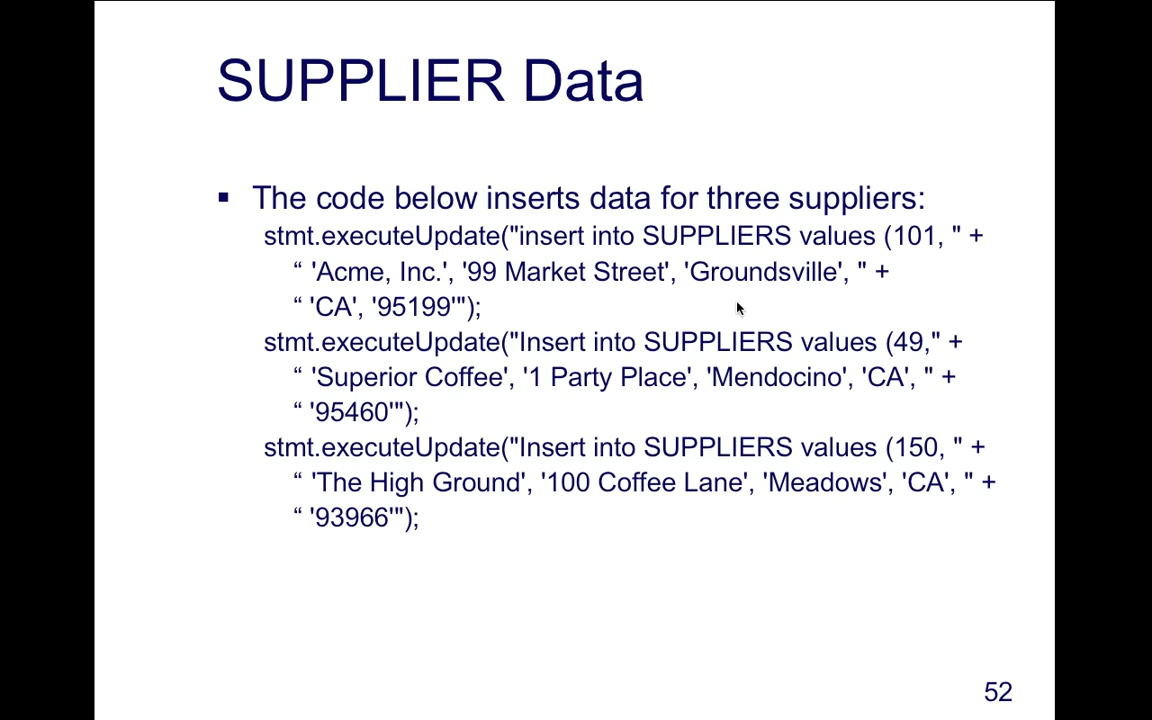 SUPPLIER Data
▪ The code below inserts data for three suppliers:
stmt.executeUpdate("insert into SUPPLIERS values (101, " +
“ 'Acme, Inc.', '99 Market Street', 'Groundsville', " +
“ 'CA', '95199'");
stmt.executeUpdate("Insert into SUPPLIERS values (49," +
“ 'Superior Coffee', '1 Party Place', 'Mendocino', 'CA', " +
“ '95460'");
stmt.executeUpdate("Insert into SUPPLIERS values (150, " +
“ 'The High Ground', '100 Coffee Lane', 'Meadows', 'CA', " +
“ '93966'");
52